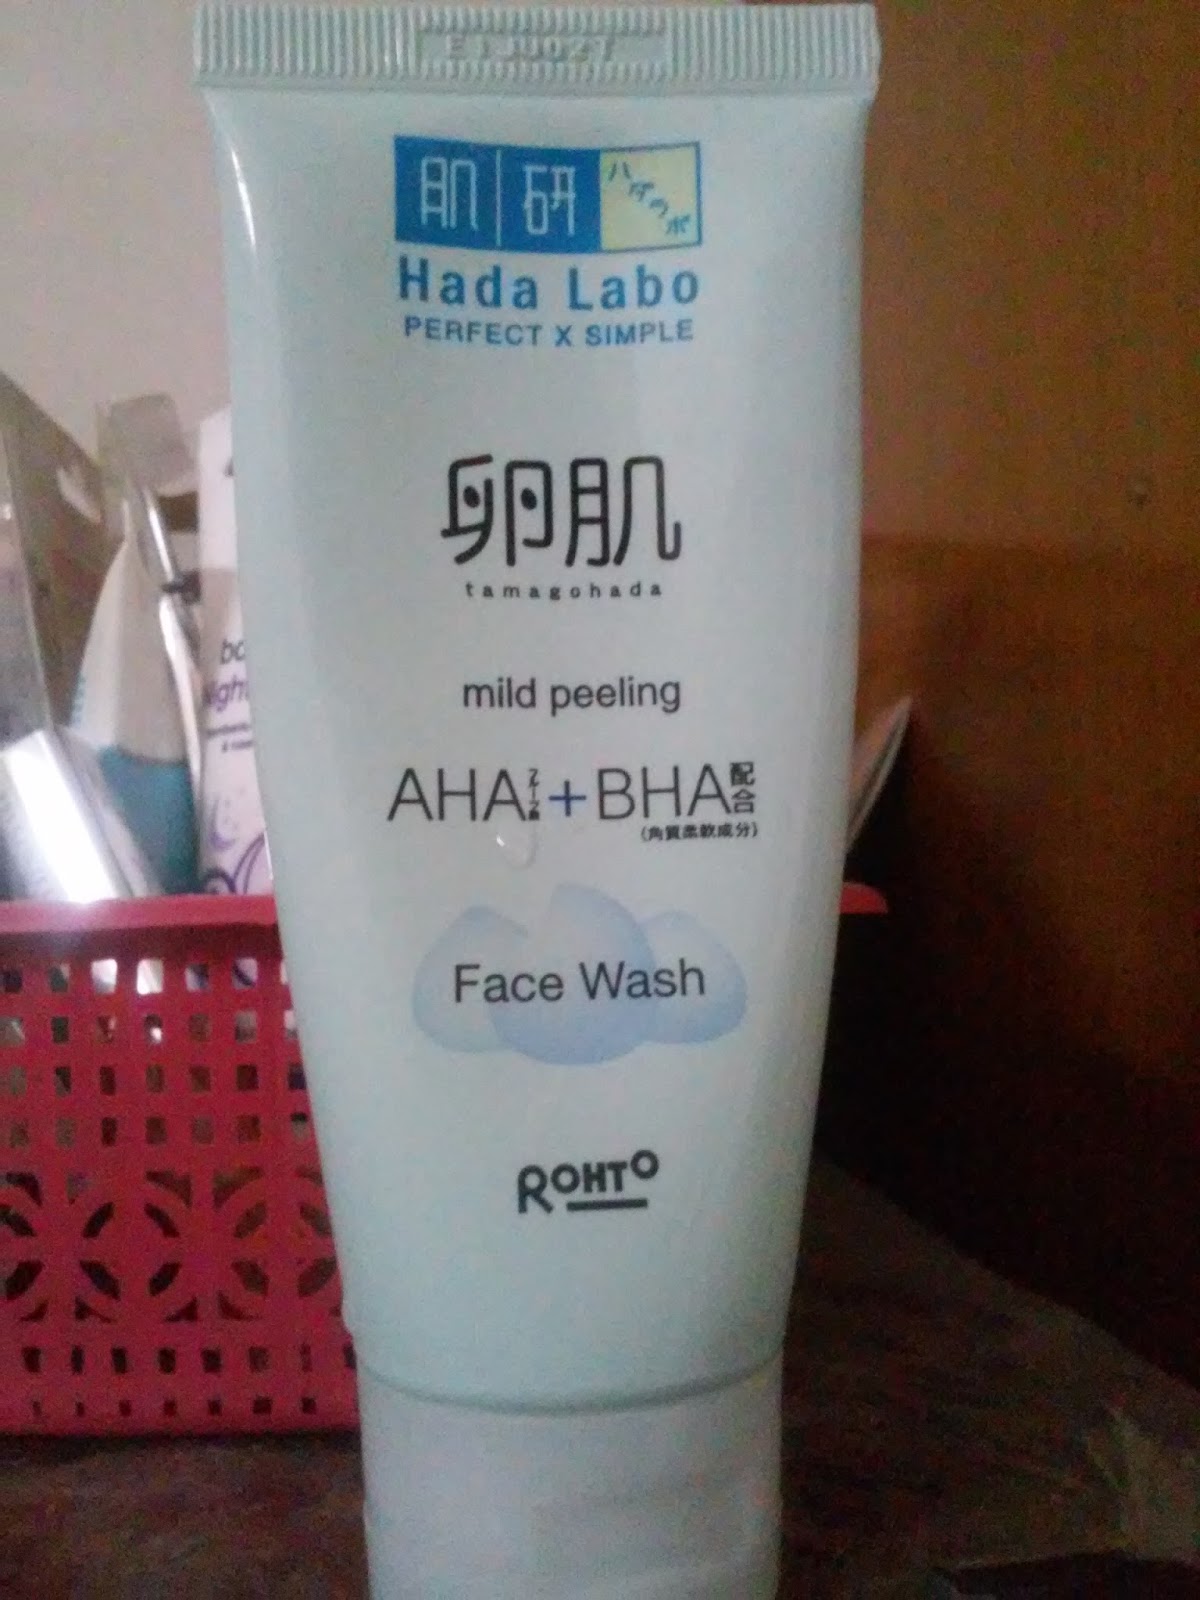 肌研 ハダラボ
Hada Labo
PERFECT X SIMPLE
卵肌
tamagohada
mild peeling
AHA + BHA配合
(角質柔軟成分)
Face Wash
ROHTO